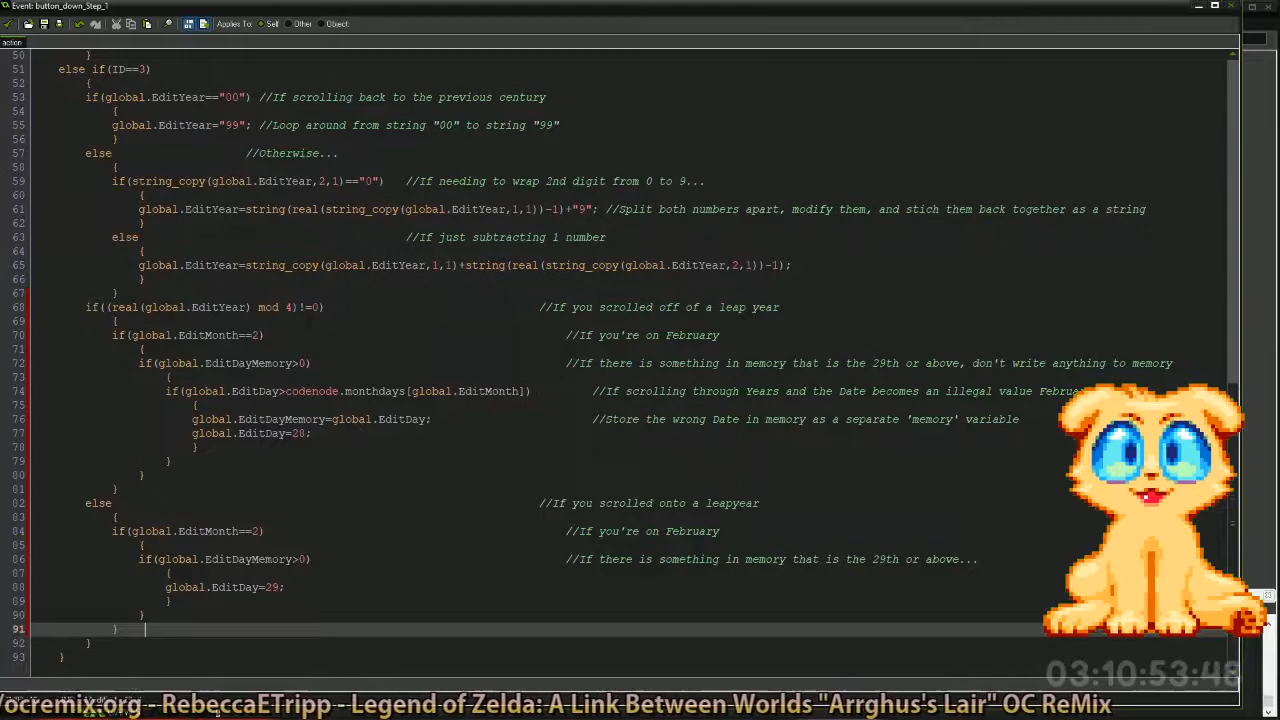 Event: button_down_Step_1
Applies To: Self Other Object:
action
50 }
51 else if(ID==3)
52 {
53 if(global.EditYear=="00") //If scrolling back to the previous century
54 {
55 global.EditYear="99"; //Loop around from string "00" to string "99"
56 }
57 else //Otherwise...
58 {
59 if(string_copy(global.EditYear,2,1)=="0") //If needing to wrap 2nd digit from 0 to 9...
60 {
61 global.EditYear=string(real(string_copy(global.EditYear,1,1))-1)+"9"; //Split both numbers apart, modify them, and stich them back together as a string
62 }
63 else //If just subtracting 1 number
64 {
65 global.EditYear=string_copy(global.EditYear,1,1)+string(real(string_copy(global.EditYear,2,1))-1);
66 }
67 }
68 if((real(global.EditYear) mod 4)!=0) //If you scrolled off of a leap year
69 {
70 if(global.EditMonth==2) //If you're on February
71 {
72 if(global.EditDayMemory>0) //If there is something in memory that is the 29th or above, don't write anything to memory
73 {
74 if(global.EditDay>codenode.monthdays[global.EditMonth]) //If scrolling through Years and the Date becomes an illegal value
75 {
76 global.EditDayMemory=global.EditDay; //Store the wrong Date in memory as a separate 'memory' variable
77 global.EditDay=28;
78 }
79 }
80 }
81 }
82 else //If you scrolled onto a leapyear
83 {
84 if(global.EditMonth==2) //If you're on February
85 {
86 if(global.EditDayMemory>0) //If there is something in memory that is the 29th or above...
87 {
88 global.EditDay=29;
89 }
90 }
91 }
92 }
93 }
03:10:53:48
/ocremix.org - RebeccaETripp - Legend of Zelda: A Link Between Worlds "Arrghus's Lair" OC ReMix